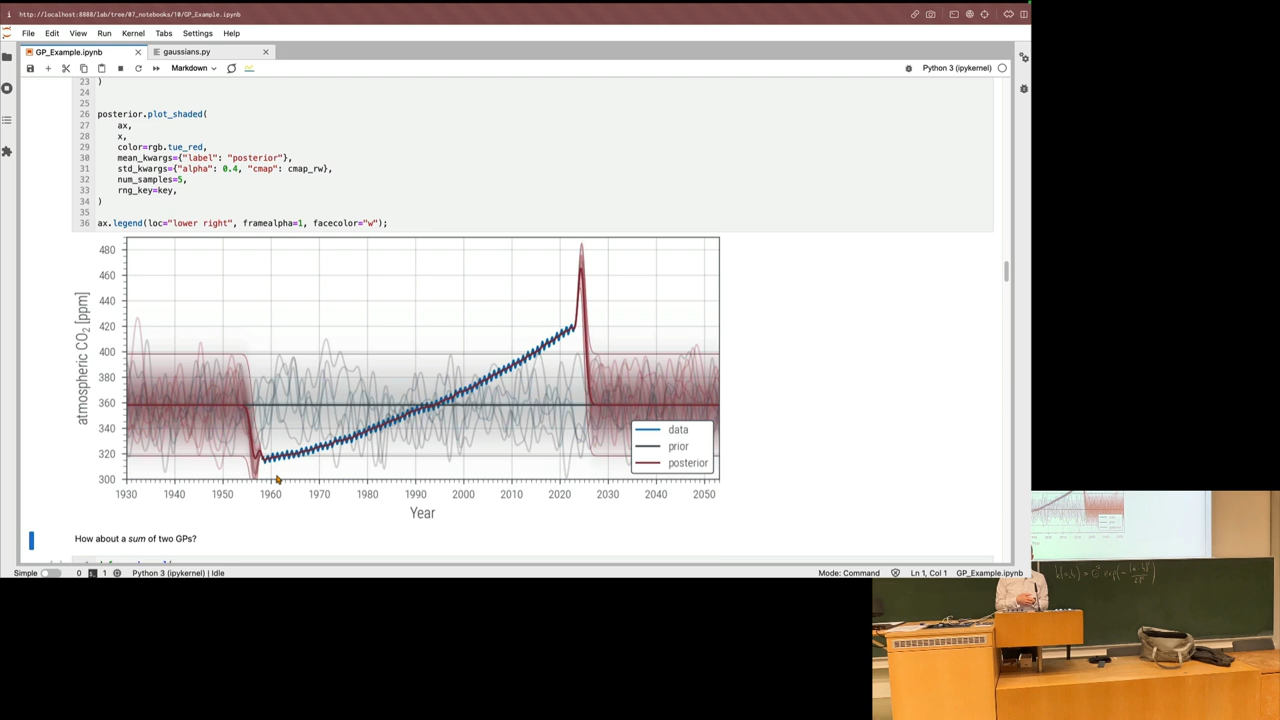 http://localhost:8888/lab/tree/07_notebooks/10/GP_Example.ipynb
File Edit View Run Kernel Tabs Settings Help
GP_Example.ipynb
gaussians.py
Markdown
Python 3 (ipykernel)
23 )
24
25
26 posterior.plot_shaded(
27     ax,
28     x,
29     color=rgb.tue_red,
30     mean_kwargs={"label": "posterior"},
31     std_kwargs={"alpha": 0.4, "cmap": cmap_rw},
32     num_samples=5,
33     rng_key=key,
34 )
35
36 ax.legend(loc="lower right", framealpha=1, facecolor="w");
480
460
440
420
400
380
360
340
320
300
atmospheric CO2 [ppm]
data
prior
posterior
1930 1940 1950 1960 1970 1980 1990 2000 2010 2020 2030 2040 2050
Year
How about a sum of two GPs?
Simple 0 1 Python 3 (ipykernel) | Idle
Mode: Command Ln 1, Col 1 GP_Example.ipynb